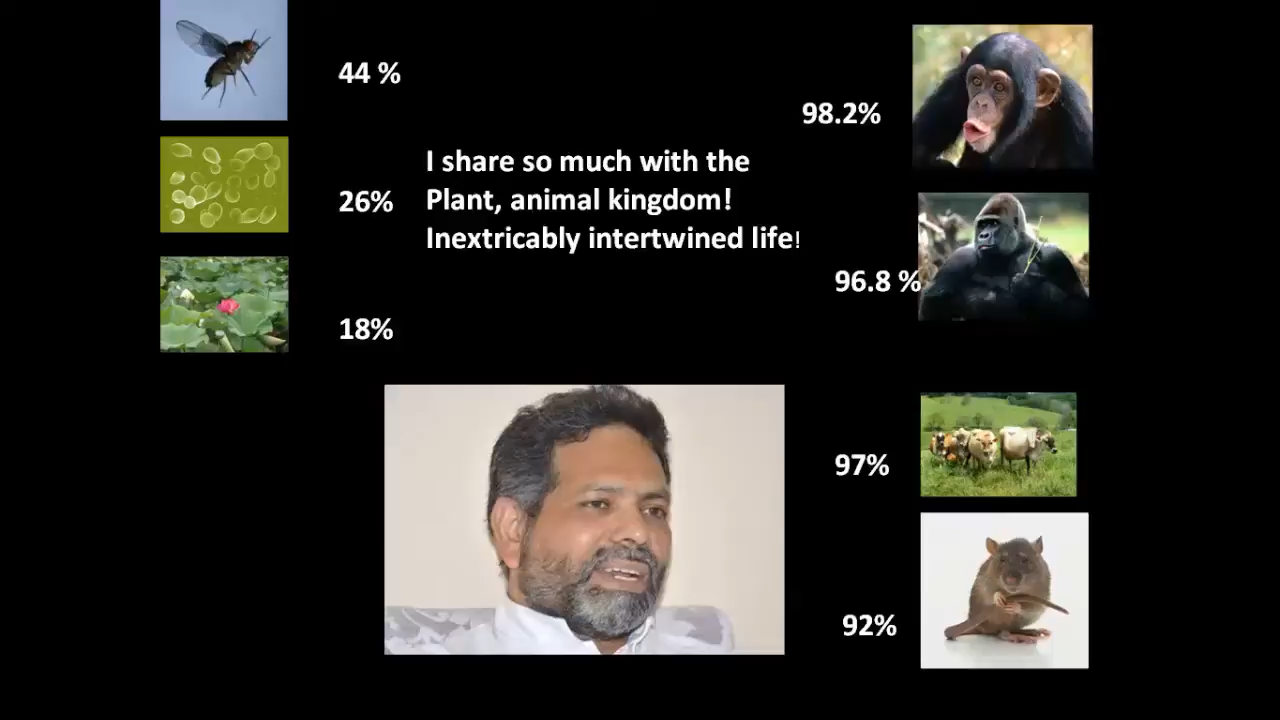 44 %
98.2%
I share so much with the
Plant, animal kingdom!
Inextricably intertwined life!
26%
96.8 %
18%
97%
92%